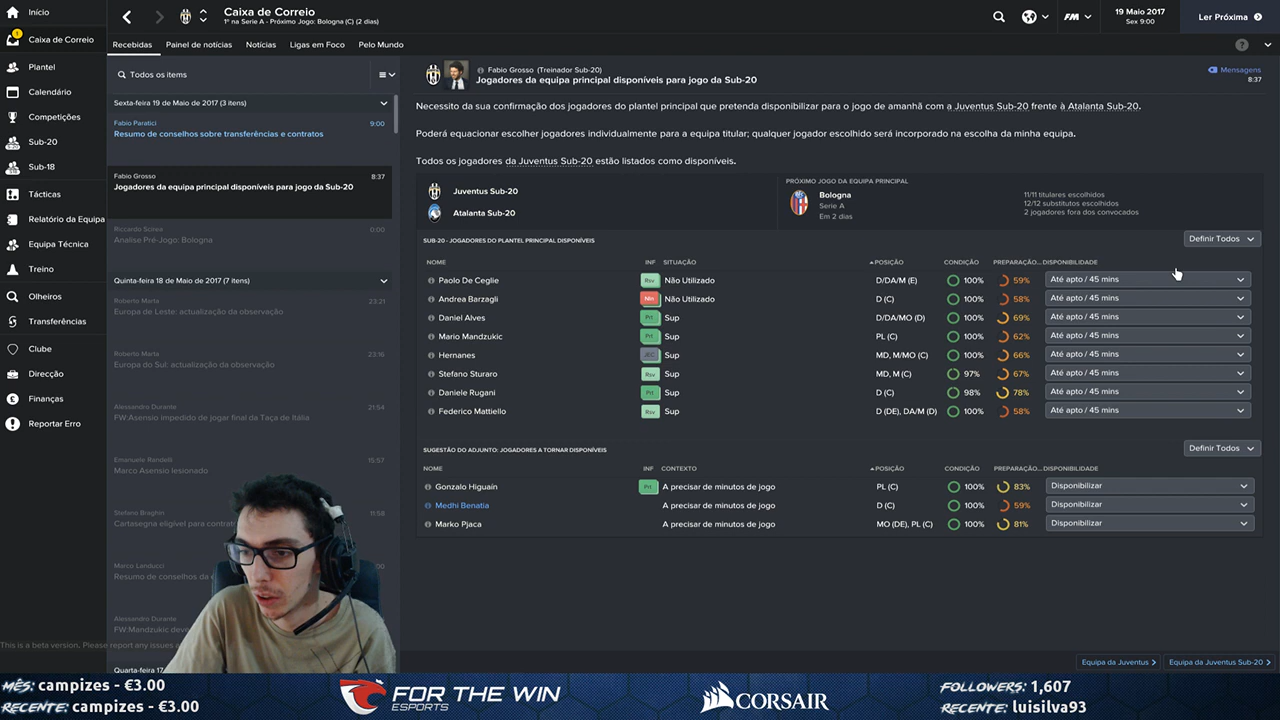 Início
Caixa de Correio
Plantel
Calendário
Competições
Sub-20
Sub-18
Tácticas
Relatório da Equipa
Equipa Técnica
Treino
Olheiros
Transferências
Clube
Direcção
Finanças
Reportar Erro
Caixa de Correio
1º na Serie A - Próximo Jogo: Bologna (C) (2 dias)
FM
19 Maio 2017
Sex 9:00
Ler Próxima
Recebidas Painel de notícias Notícias Ligas em Foco Pelo Mundo
Todos os items
Sexta-feira 19 de Maio de 2017 (3 itens)
Fabio Paratici 9:00
Resumo de conselhos sobre transferências e contratos
Fabio Grosso 8:37
Jogadores da equipa principal disponíveis para jogo da Sub-20
Riccardo Scirea 0:00
Analise Pré-Jogo: Bologna
Quinta-feira 18 de Maio de 2017 (7 itens)
Roberto Marta 23:21
Europa de Leste: actualização da observação
Roberto Marta 23:16
Europa do Sul: actualização da observação
Alessandro Durante 21:54
FW:Asensio impedido de jogar final da Taça de Itália
Emanuele Randelli 15:57
Marco Asensio lesionado
Stefano Braghin 11:58
Cartasegna eligível para contrat
Marco Landucci
Resumo de conselhos da
Alessandro Durante
FW:Mandzukic deve
This is a beta version. Please report any issues
Quarta-feira 17
Fabio Grosso (Treinador Sub-20)
Jogadores da equipa principal disponíveis para jogo da Sub-20
Mensagens
8:37
Necessito da sua confirmação dos jogadores do plantel principal que pretenda disponibilizar para o jogo de amanhã com a Juventus Sub-20 frente à Atalanta Sub-20.
Poderá equacionar escolher jogadores individualmente para a equipa titular; qualquer jogador escolhido será incorporado na escolha da minha equipa.
Todos os jogadores da Juventus Sub-20 estão listados como disponíveis.
Juventus Sub-20
Atalanta Sub-20
PRÓXIMO JOGO DA EQUIPA PRINCIPAL
Bologna
Serie A
Em 2 dias
11/11 titulares escolhidos
12/12 substitutos escolhidos
2 jogadores fora dos convocados
SUB-20 - JOGADORES DO PLANTEL PRINCIPAL DISPONÍVEIS Definir Todos
NOME INF SITUAÇÃO POSIÇÃO CONDIÇÃO PREPARAÇÃO... DISPONIBILIDADE
Paolo De Ceglie Rsv Não Utilizado D/DA/M (E) 100% 59% Até apto / 45 mins
Andrea Barzagli Não Utilizado D (C) 100% 58% Até apto / 45 mins
Daniel Alves Prt Sup D/DA/MO (D) 100% 69% Até apto / 45 mins
Mario Mandzukic Prt Sup PL (C) 100% 62% Até apto / 45 mins
Hernanes Sup MD, M/MO (C) 100% 66% Até apto / 45 mins
Stefano Sturaro Rsv Sup MD, M (C) 97% 67% Até apto / 45 mins
Daniele Rugani Prt Sup D (C) 98% 78% Até apto / 45 mins
Federico Mattiello Rsv Sup D (DE), DA/M (D) 100% 58% Até apto / 45 mins
SUGESTÃO DO ADJUNTO: JOGADORES A TORNAR DISPONÍVEIS Definir Todos
NOME INF CONTEXTO POSIÇÃO CONDIÇÃO PREPARAÇÃO... DISPONIBILIDADE
Gonzalo Higuaín Prt A precisar de minutos de jogo PL (C) 100% 83% Disponibilizar
Medhi Benatia A precisar de minutos de jogo D (C) 100% 59% Disponibilizar
Marko Pjaca A precisar de minutos de jogo MO (DE), PL (C) 100% 81% Disponibilizar
Equipa da Juventus Equipa da Juventus Sub-20
MÊS: campizes - €3.00
RECENTE: campizes - €3.00
FOR THE WIN
ESPORTS
CORSAIR
FOLLOWERS: 1,607
RECENTE: luisilva93